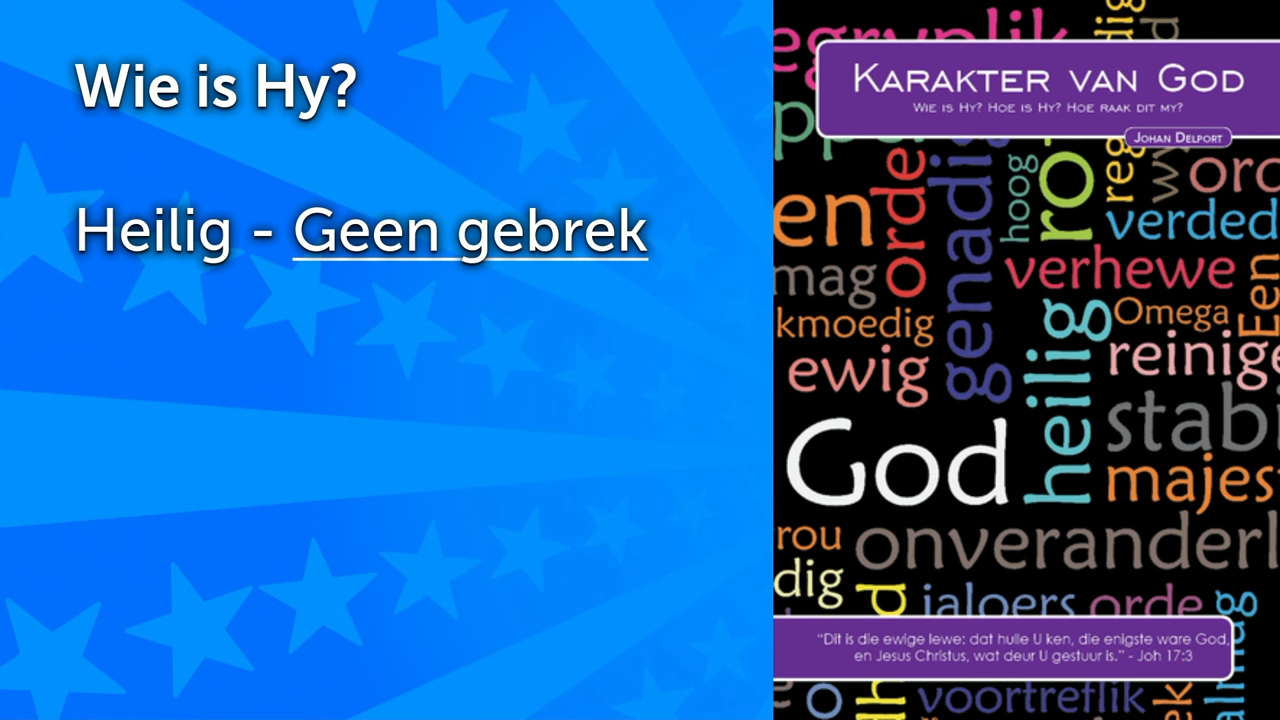 Wie is Hy?
Heilig - Geen gebrek
KARAKTER VAN GOD
WIE IS HY? HOE IS HY? HOE RAAK DIT MY?
JOHAN DELPORT
hoog
orde
genadig
en
verhewe
mag
Omega
kmoedig
ewig
heilig
reinige
God
stabi
majes
rou
onveranderl
dig
jaloers
orde
"Dit is die ewige lewe: dat hulle U ken, die enigste ware God,
en Jesus Christus, wat deur U gestuur is." - Joh 17:3
voortreflik